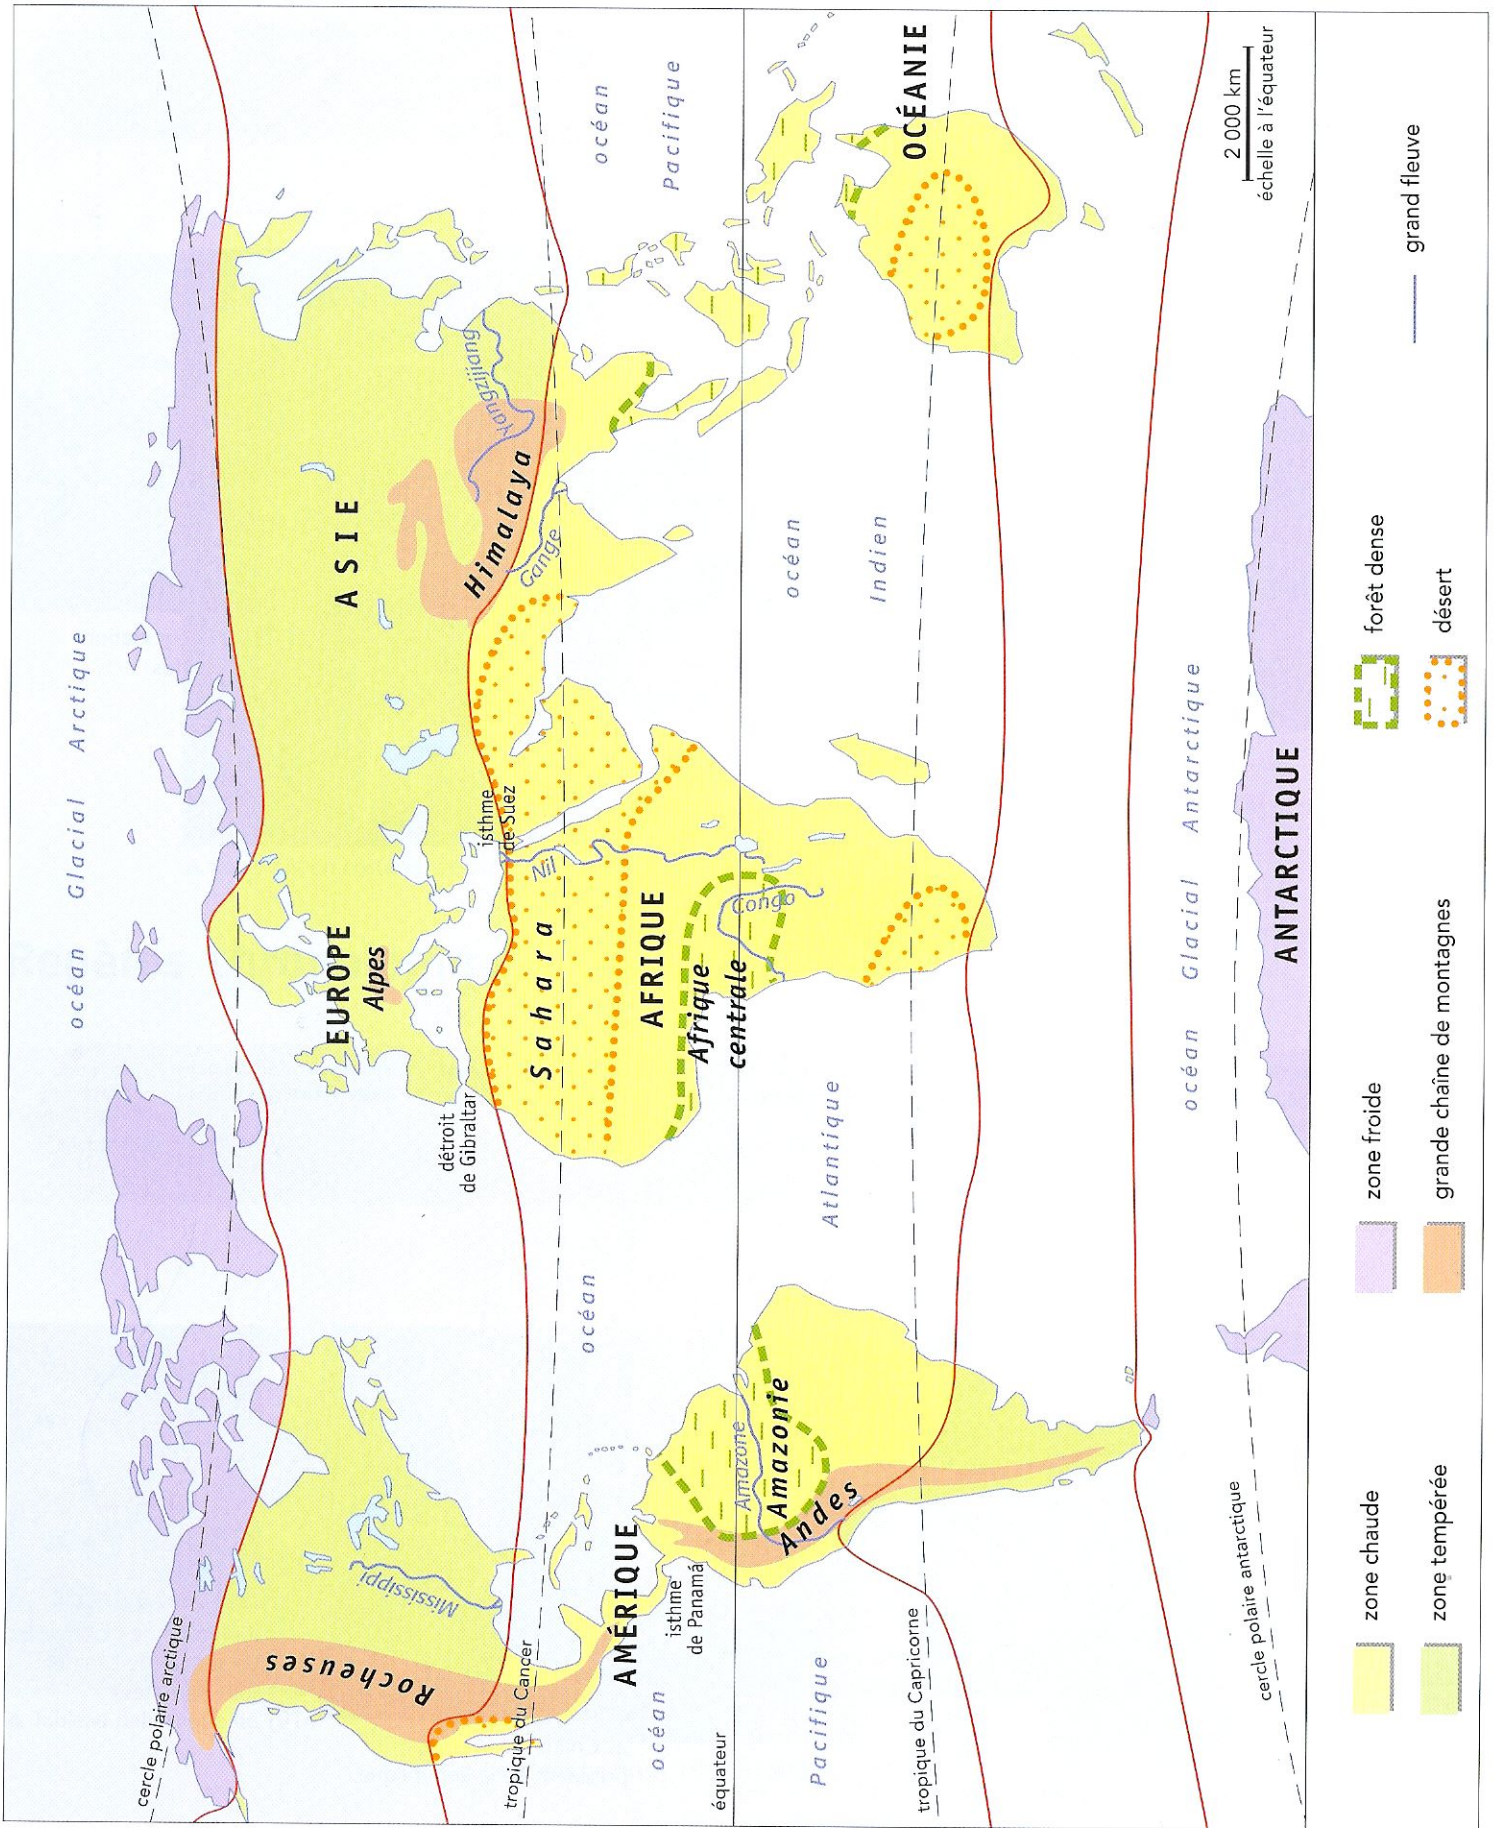 océan Glacial Arctique
cercle polaire arctique
Rocheuses
Mississippi
EUROPE
Alpes
ASIE
Himalaya
Yangzijiang
Gange
détroit
de Gibraltar
isthme
de Suez
Nil
Sahara
tropique du Cancer
océan
Pacifique
AMÉRIQUE
océan
Pacifique
océan
Atlantique
AFRIQUE
Afrique
centrale
Congo
isthme
de Panamá
équateur
Amazone
Amazonie
Andes
océan
Indien
OCÉANIE
tropique du Capricorne
océan Glacial Antarctique
cercle polaire antarctique
ANTARCTIQUE
2 000 km
échelle à l'équateur
zone chaude
zone froide
forêt dense
grand fleuve
zone tempérée
grande chaîne de montagnes
désert